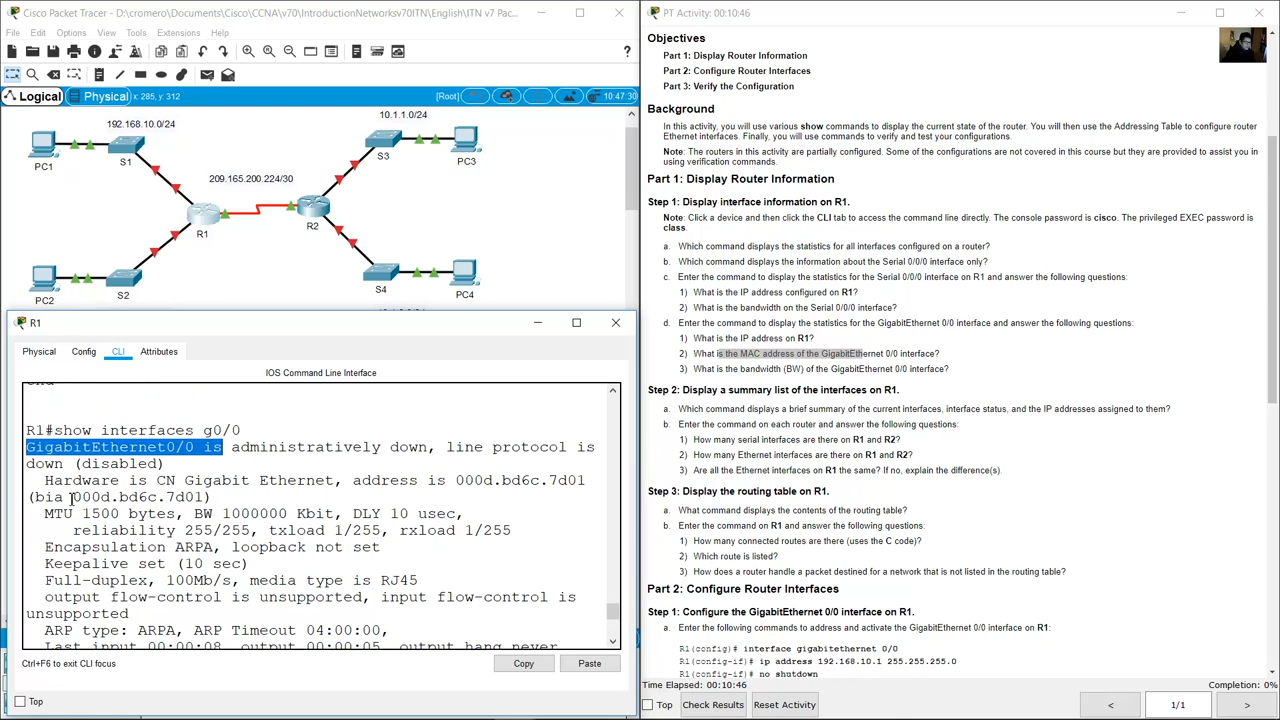 Cisco Packet Tracer - C:\Users\cromero\Documents\Cisco\CCNA\v70\IntroductionNetworksv70ITN\English\ITN v7 Pac...
File Edit Options View Tools Extensions Help
?
Logical Physical x: 285, y: 312 [Root] 10:47:30
192.168.10.0/24
10.1.1.0/24
PC1
S1
S3
PC3
209.165.200.224/30
R1
R2
PC2
S2
S4
PC4
R1
Physical Config CLI Attributes
IOS Command Line Interface
end
R1#show interfaces g0/0
GigabitEthernet0/0 is administratively down, line protocol is
down (disabled)
Hardware is CN Gigabit Ethernet, address is 000d.bd6c.7d01
(bia 000d.bd6c.7d01)
MTU 1500 bytes, BW 1000000 Kbit, DLY 10 usec,
reliability 255/255, txload 1/255, rxload 1/255
Encapsulation ARPA, loopback not set
Keepalive set (10 sec)
Full-duplex, 100Mb/s, media type is RJ45
output flow-control is unsupported, input flow-control is
unsupported
ARP type: ARPA, ARP Timeout 04:00:00,
Last input 00:00:08, output 00:00:05, output hang never
Ctrl+F6 to exit CLI focus
Copy Paste
Top
PT Activity: 00:10:46
Objectives
Part 1: Display Router Information
Part 2: Configure Router Interfaces
Part 3: Verify the Configuration
Background
In this activity, you will use various show commands to display the current state of the router. You will then use the Addressing Table to configure router
Ethernet interfaces. Finally, you will use commands to verify and test your configurations.
Note: The routers in this activity are partially configured. Some of the configurations are not covered in this course but they are provided to assist you in
using verification commands.
Part 1: Display Router Information
Step 1: Display interface information on R1.
Note: Click a device and then click the CLI tab to access the command line directly. The console password is cisco. The privileged EXEC password is
class.
a. Which command displays the statistics for all interfaces configured on a router?
b. Which command displays the information about the Serial 0/0/0 interface only?
c. Enter the command to display the statistics for the Serial 0/0/0 interface on R1 and answer the following questions:
1) What is the IP address configured on R1?
2) What is the bandwidth on the Serial 0/0/0 interface?
d. Enter the command to display the statistics for the GigabitEthernet 0/0 interface and answer the following questions:
1) What is the IP address on R1?
2) What is the MAC address of the GigabitEthernet 0/0 interface?
3) What is the bandwidth (BW) of the GigabitEthernet 0/0 interface?
Step 2: Display a summary list of the interfaces on R1.
a. Which command displays a brief summary of the current interfaces, interface status, and the IP addresses assigned to them?
b. Enter the command on each router and answer the following questions:
1) How many serial interfaces are there on R1 and R2?
2) How many Ethernet interfaces are there on R1 and R2?
3) Are all the Ethernet interfaces on R1 the same? If no, explain the difference(s).
Step 3: Display the routing table on R1.
a. What command displays the contents of the routing table?
b. Enter the command on R1 and answer the following questions:
1) How many connected routes are there (uses the C code)?
2) Which route is listed?
3) How does a router handle a packet destined for a network that is not listed in the routing table?
Part 2: Configure Router Interfaces
Step 1: Configure the GigabitEthernet 0/0 interface on R1.
a. Enter the following commands to address and activate the GigabitEthernet 0/0 interface on R1:
R1(config)# interface gigabitethernet 0/0
R1(config-if)# ip address 192.168.10.1 255.255.255.0
R1(config-if)# no shutdown
Time Elapsed: 00:10:46 Completion: 0%
Top Check Results Reset Activity < 1/1 >